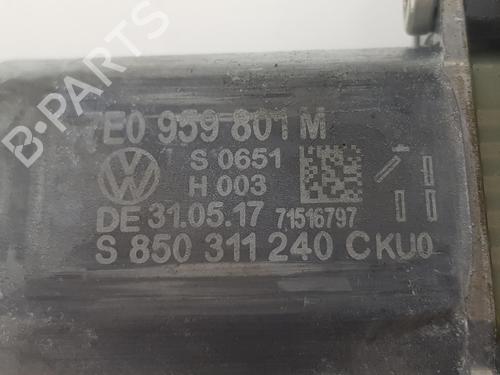 7E0 959 801 M
S 0651
H 003
DE 31.05.17 71516797
S 850 311 240 CKU0
B-PARTS